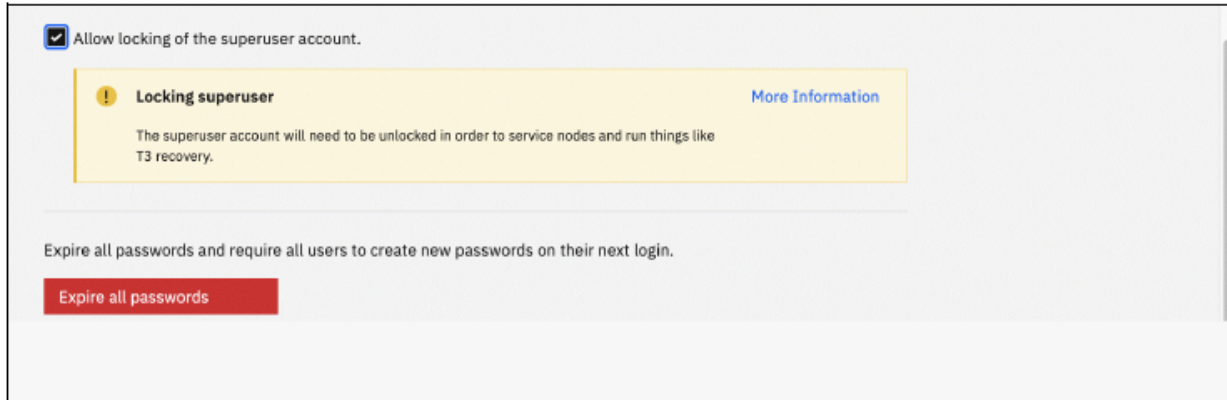 Allow locking of the superuser account.
Locking superuser
More Information
The superuser account will need to be unlocked in order to service nodes and run things like
T3 recovery.
Expire all passwords and require all users to create new passwords on their next login.
Expire all passwords